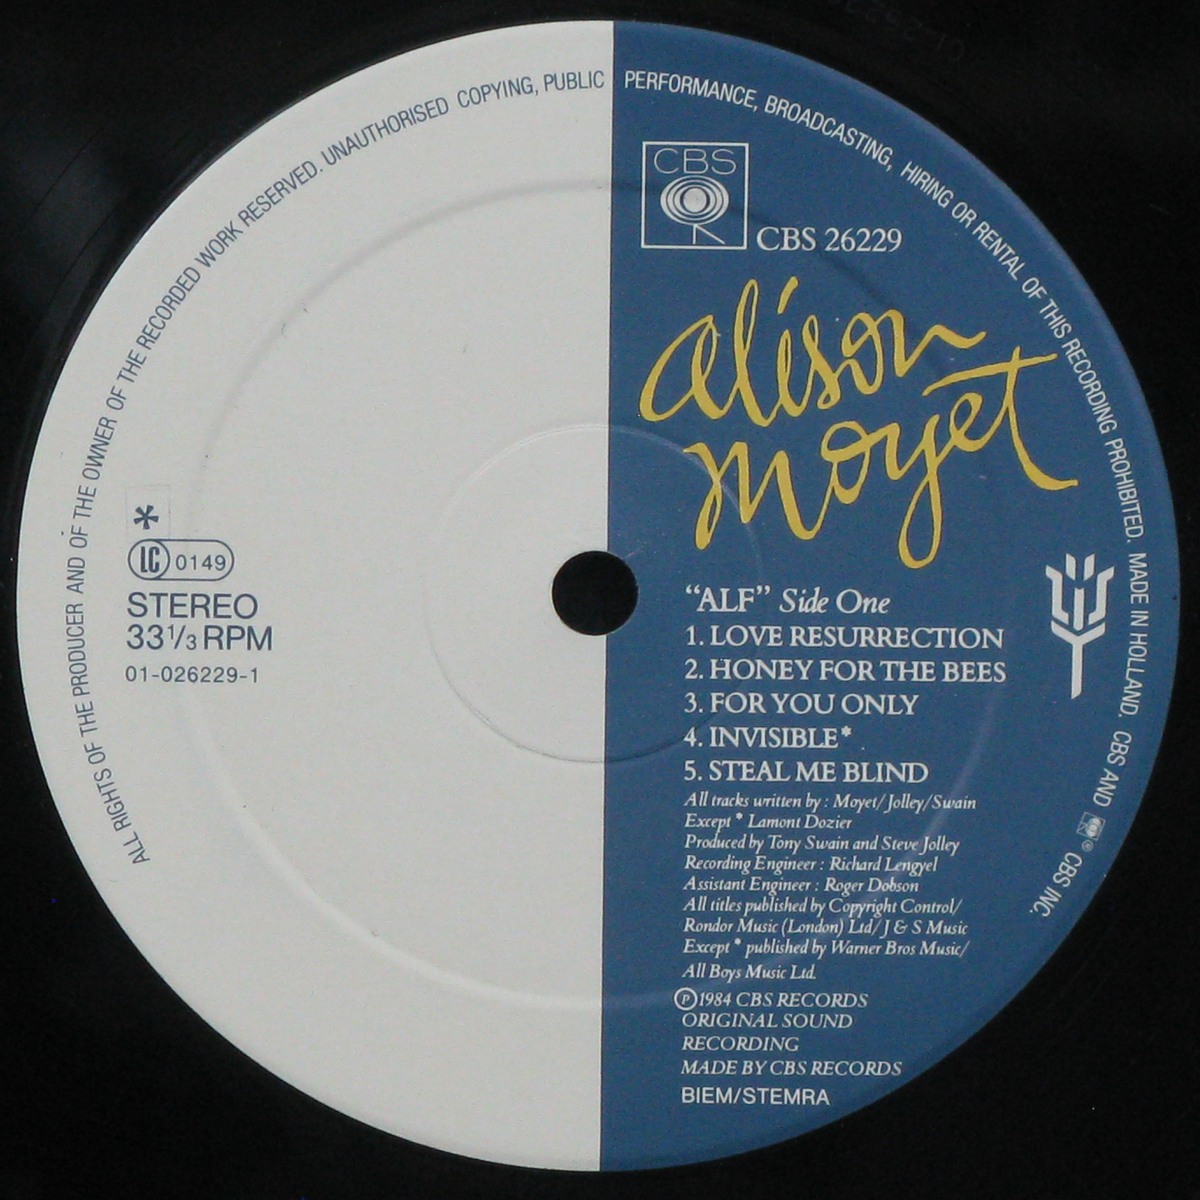 ALL RIGHTS OF THE PRODUCER AND OF THE OWNER OF THE RECORDED WORK RESERVED. UNAUTHORISED COPYING, PUBLIC PERFORMANCE, BROADCASTING, HIRING OR RENTAL OF THIS RECORDING PROHIBITED. MADE IN HOLLAND. CBS AND ® CBS INC.
CBS
CBS 26229
alison
moyet
*
LC 0149
STEREO
33 1/3 RPM
01-026229-1
“ALF” Side One
1. LOVE RESURRECTION
2. HONEY FOR THE BEES
3. FOR YOU ONLY
4. INVISIBLE*
5. STEAL ME BLIND
All tracks written by : Moyet/Jolley/Swain
Except * Lamont Dozier
Produced by Tony Swain and Steve Jolley
Recording Engineer : Richard Lengyel
Assistant Engineer : Roger Dobson
All titles published by Copyright Control/
Rondor Music (London) Ltd/J & S Music
Except * published by Warner Bros Music/
All Boys Music Ltd.
℗1984 CBS RECORDS
ORIGINAL SOUND
RECORDING
MADE BY CBS RECORDS
BIEM/STEMRA